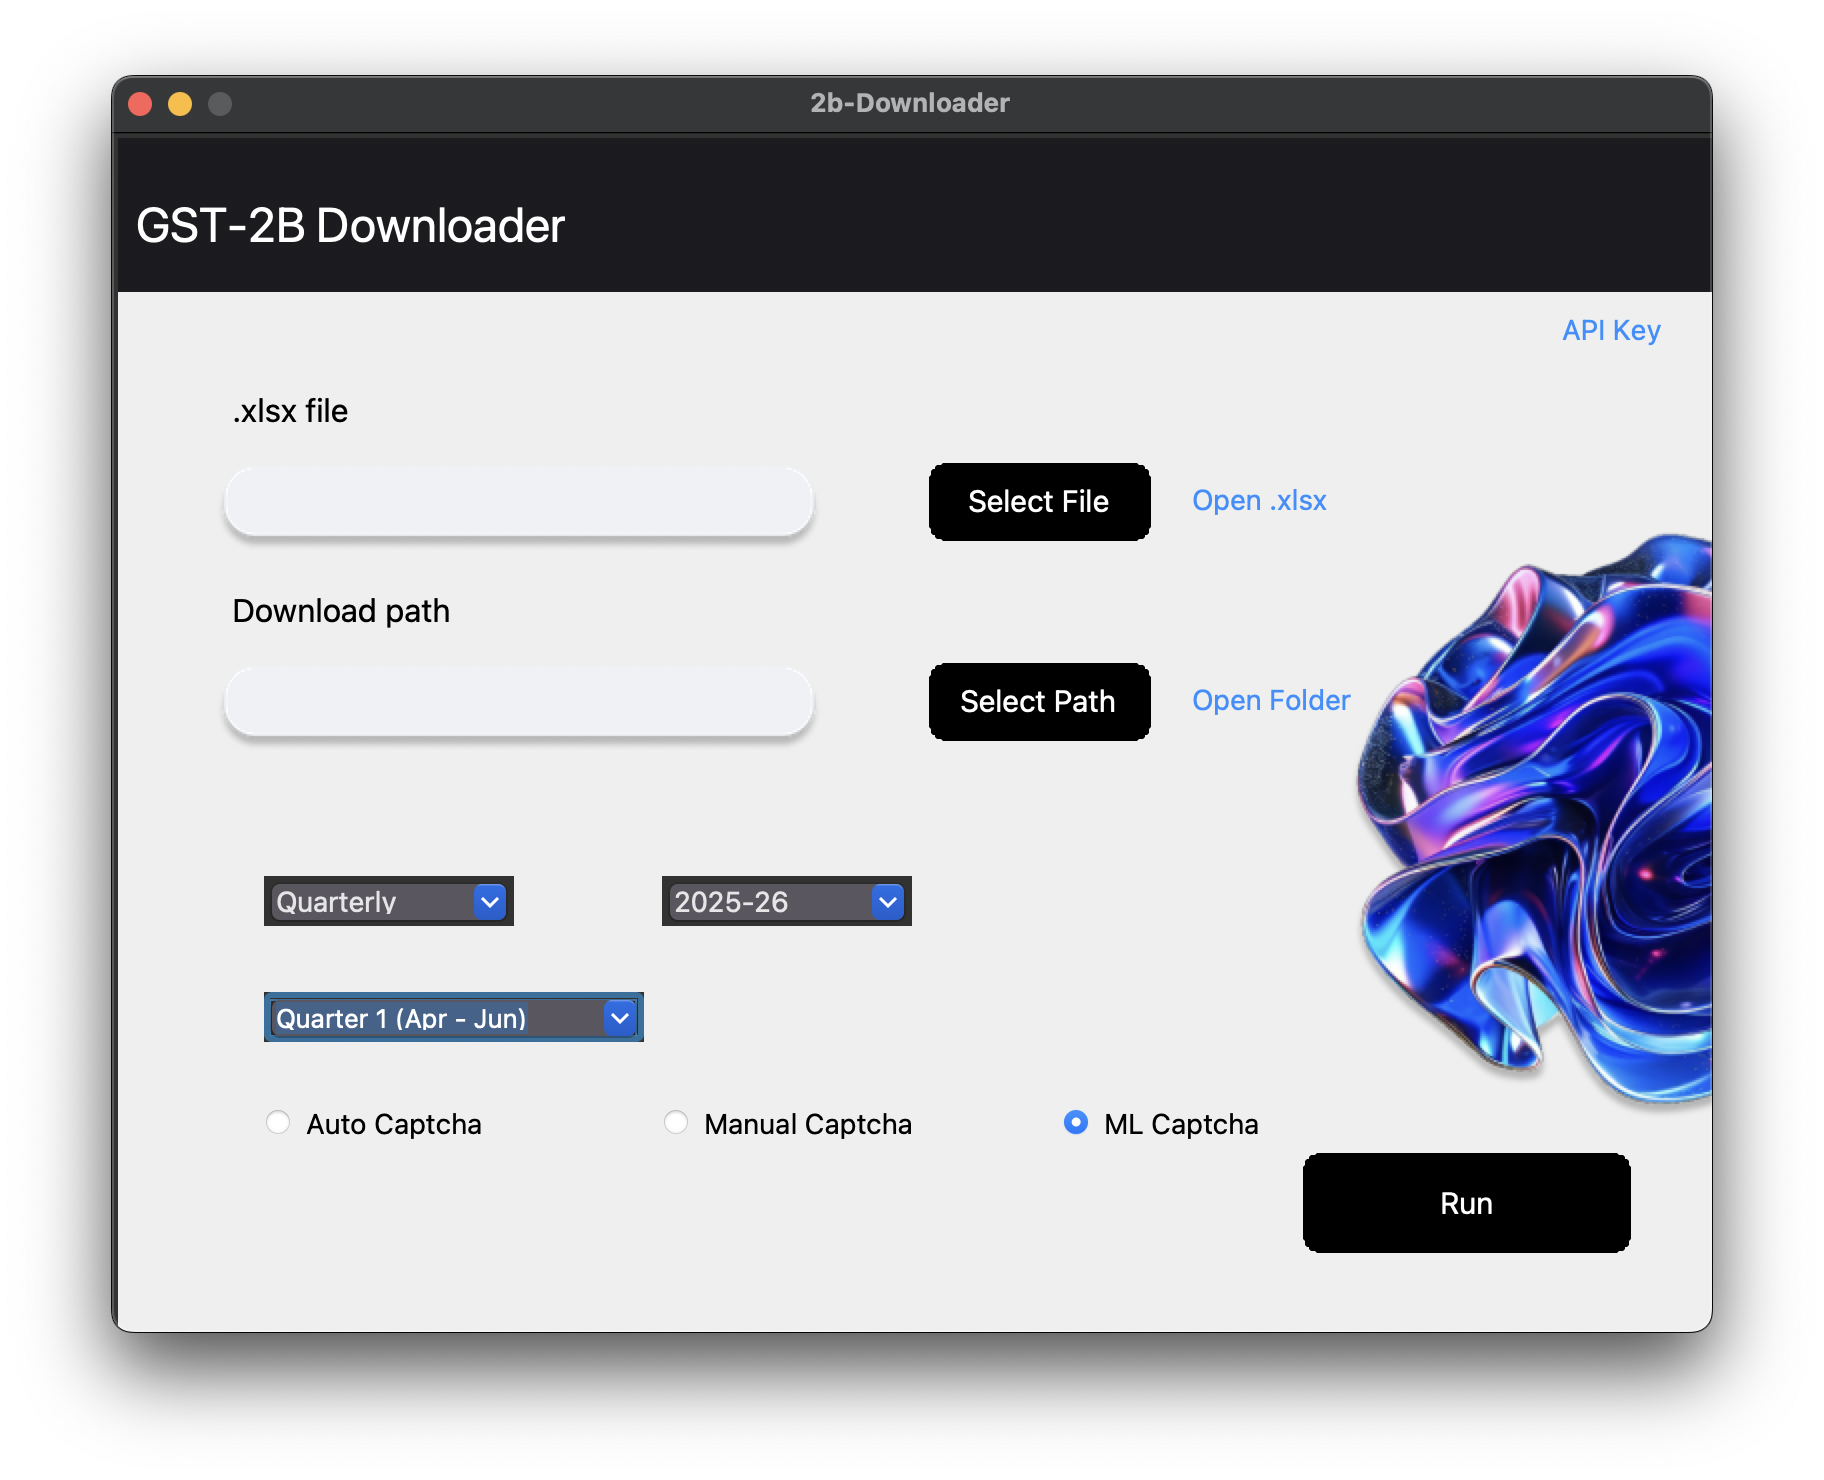 2b-Downloader
GST-2B Downloader
API Key
.xlsx file
Select File
Open .xlsx
Download path
Select Path
Open Folder
Quarterly
2025-26
Quarter 1 (Apr - Jun)
Auto Captcha
Manual Captcha
ML Captcha
Run